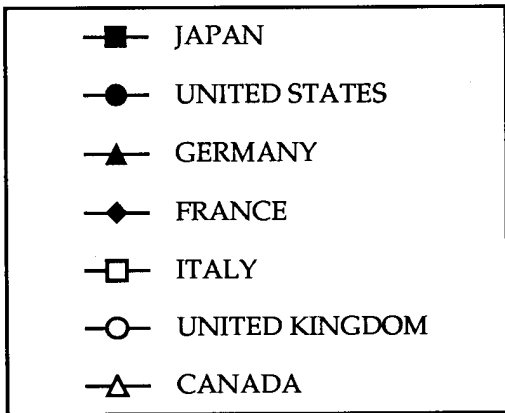 JAPAN
UNITED STATES
GERMANY
FRANCE
ITALY
UNITED KINGDOM
CANADA